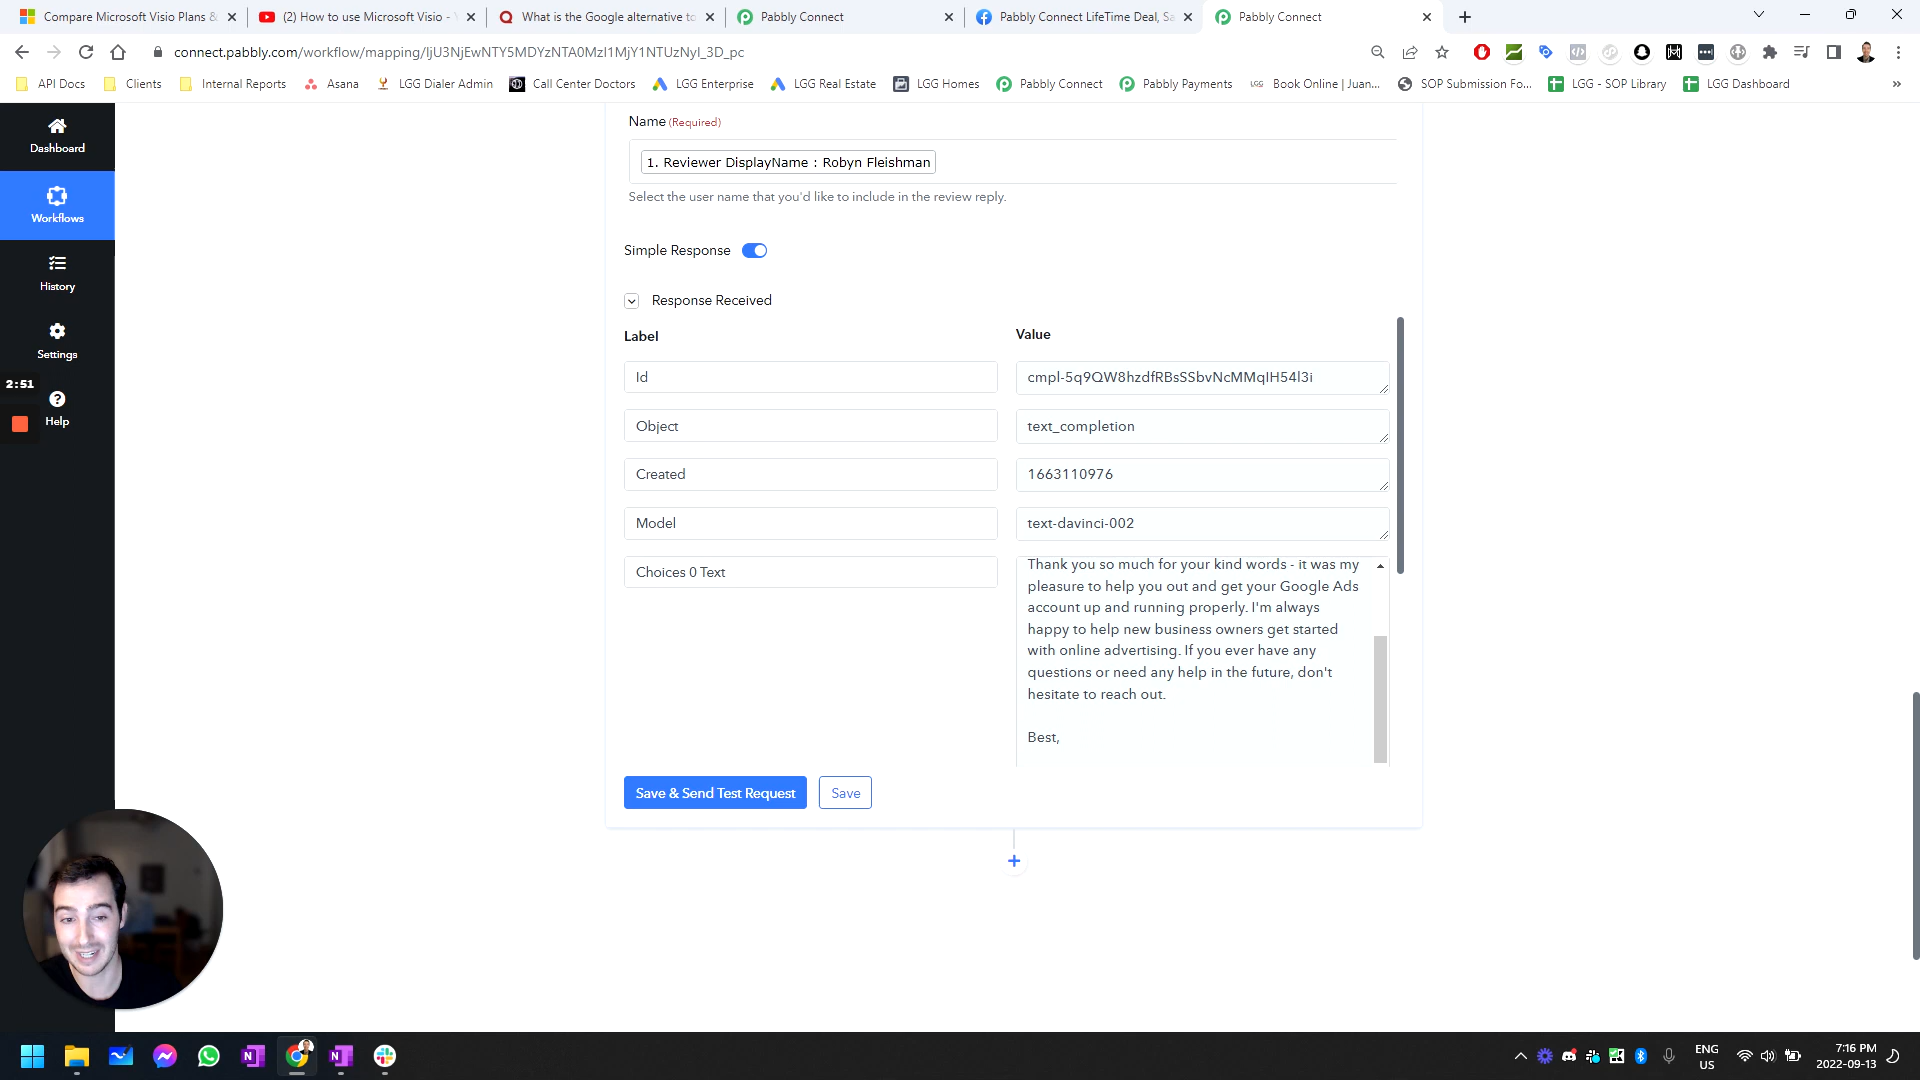 Compare Microsoft Visio Plans &
(2) How to use Microsoft Visio -
What is the Google alternative to
Pabbly Connect
Pabbly Connect LifeTime Deal, Sa
Pabbly Connect
connect.pabbly.com/workflow/mapping/IjU3NjEwNTY5MDYzNTA0MzI1MjY1NTUzNyI_3D_pc
API Docs
Clients
Internal Reports
Asana
LGG Dialer Admin
Call Center Doctors
LGG Enterprise
LGG Real Estate
LGG Homes
Pabbly Connect
Pabbly Payments
LGG
Book Online | Juan...
SOP Submission Fo...
LGG - SOP Library
LGG Dashboard
»
Dashboard
Workflows
History
Settings
2:51
Help
Name (Required)
1. Reviewer DisplayName : Robyn Fleishman
Select the user name that you'd like to include in the review reply.
Simple Response
Response Received
Label
Value
Id
cmpl-5q9QW8hzdfRBsSSbvNcMMqIH54l3i
Object
text_completion
Created
1663110976
Model
text-davinci-002
Choices 0 Text
Thank you so much for your kind words - it was my
pleasure to help you out and get your Google Ads
account up and running properly. I'm always
happy to help new business owners get started
with online advertising. If you ever have any
questions or need any help in the future, don't
hesitate to reach out.
Best,
Save & Send Test Request
Save
+
ENG
US
7:16 PM
2022-09-13